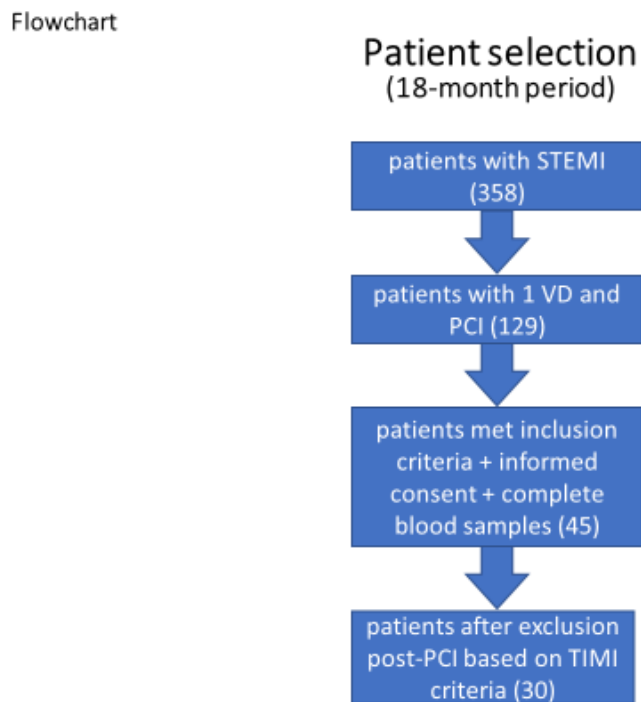 Flowchart
Patient selection
(18-month period)
patients with STEMI
(358)
patients with 1 VD and
PCI (129)
patients met inclusion
criteria + informed
consent + complete
blood samples (45)
patients after exclusion
post-PCI based on TIMI
criteria (30)